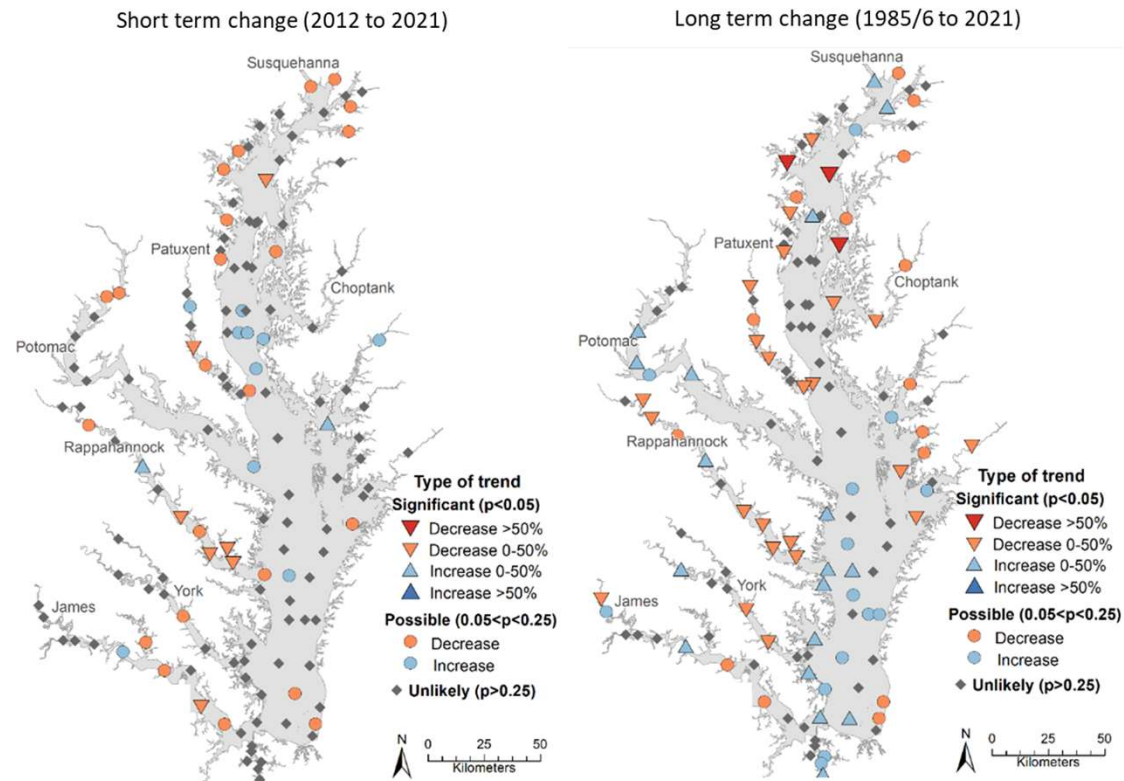 Short term change (2012 to 2021)
Susquehanna
Patuxent
Choptank
Potomac
Rappahannock
York
James
Type of trend
Significant (p<0.05)
Decrease >50%
Decrease 0-50%
Increase 0-50%
Increase >50%
Possible (0.05<p<0.25)
Decrease
Increase
Unlikely (p>0.25)
N
0 25 50
Kilometers
Long term change (1985/6 to 2021)
Susquehanna
Patuxent
Choptank
Potomac
Rappahannock
York
James
Type of trend
Significant (p<0.05)
Decrease >50%
Decrease 0-50%
Increase 0-50%
Increase >50%
Possible (0.05<p<0.25)
Decrease
Increase
Unlikely (p>0.25)
N
0 25 50
Kilometers